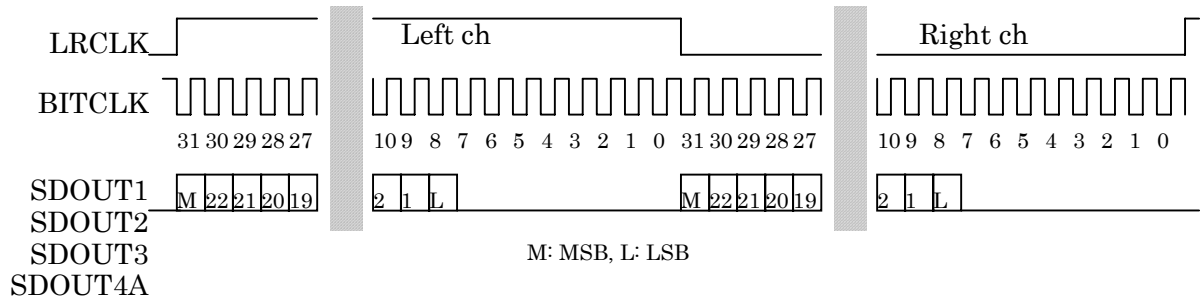 LRCLK Left ch Right ch
BITCLK
31 30 29 28 27 10 9 8 7 6 5 4 3 2 1 0 31 30 29 28 27 10 9 8 7 6 5 4 3 2 1 0
SDOUT1 M 22 21 20 19 2 1 L M 22 21 20 19 2 1 L
SDOUT2
SDOUT3 M: MSB, L: LSB
SDOUT4A